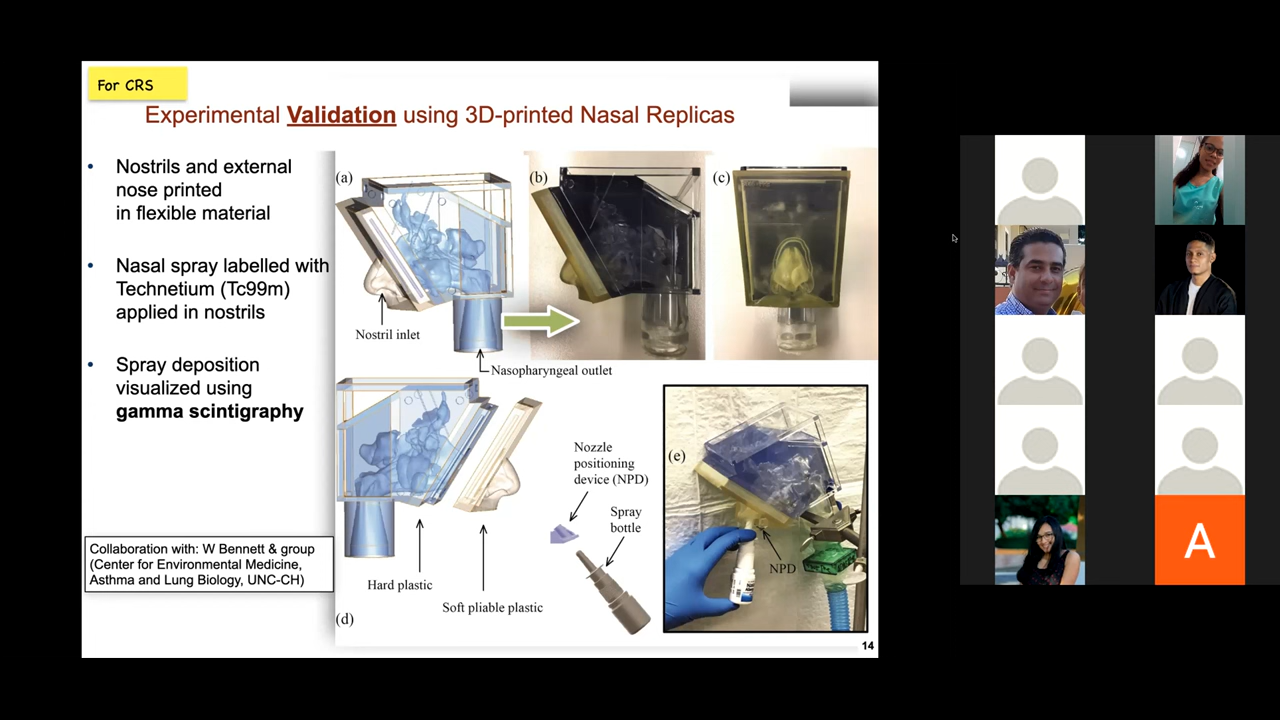 For CRS
Experimental Validation using 3D-printed Nasal Replicas
• Nostrils and external
nose printed
in flexible material
• Nasal spray labelled with
Technetium (Tc99m)
applied in nostrils
• Spray deposition
visualized using
gamma scintigraphy
Collaboration with: W Bennett & group
(Center for Environmental Medicine,
Asthma and Lung Biology, UNC-CH)
(a)
(b)
(c)
Nostril inlet
Nasopharyngeal outlet
Nozzle
positioning
device (NPD)
Spray
bottle
Hard plastic
Soft pliable plastic
(d)
(e)
NPD
14
A